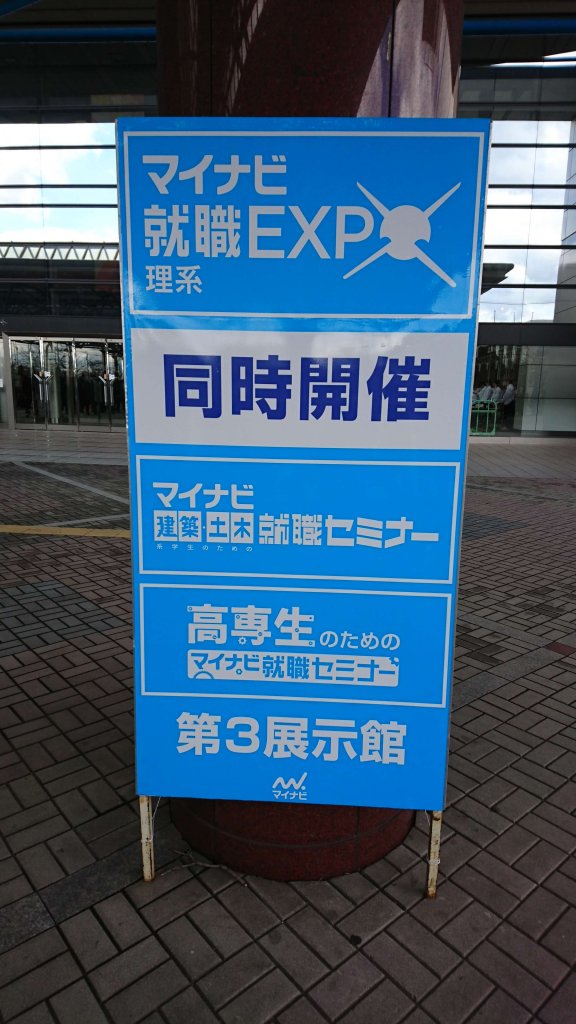 マイナビ
就職EXPO
理系
同時開催
マイナビ
建築・土木就職セミナー
系学生のための
高専生のための
マイナビ就職セミナー
第3展示館
マイナビ